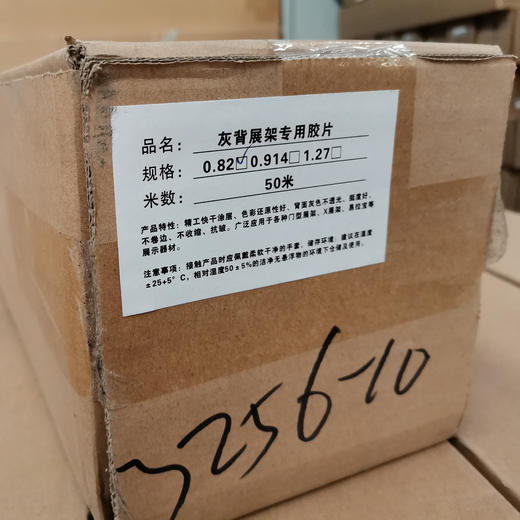 品名： 灰背展架专用胶片
规格： 0.82☑0.914□1.27□
米数： 50米
产品特性：精工快干涂层、色彩还原性好、背面灰色不透光、挺度好、
不卷边、不收缩、抗皱。广泛应用于各种门型展架、X展架、易拉宝等
展示器材。
注意事项：接触产品时应佩戴柔软干净的手套，储存环境，建议在温度
±25+5°C，相对湿度50±5%的洁净无悬浮物的环境下仓储及使用。
3256-10